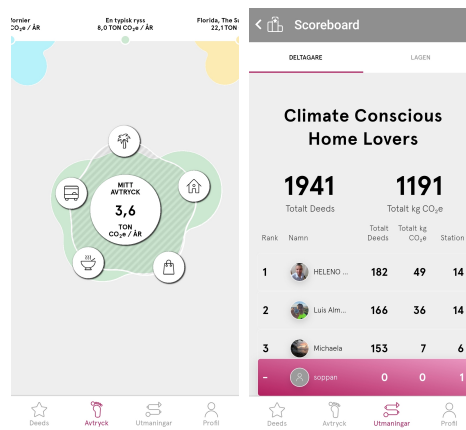 fornier
CO₂e / ÅR
En typisk ryss
8,0 TON CO₂e / ÅR
Florida, The Su
22,1 TON
MITT
AVTRYCK
3,6
TON
CO₂e / ÅR
Deeds
Avtryck
Utmaningar
Profil
Scoreboard
DELTAGARE
LAGEN
Climate Conscious
Home Lovers
1941
1191
Totalt Deeds
Totalt kg CO₂e
Rank Namn Totalt Deeds Totalt kg CO₂e Station
1 HELENO ... 182 49 14
2 Luis Alm... 166 36 14
3 Michaela 153 7 6
– soppan 0 0 1
Deeds
Avtryck
Utmaningar
Profil